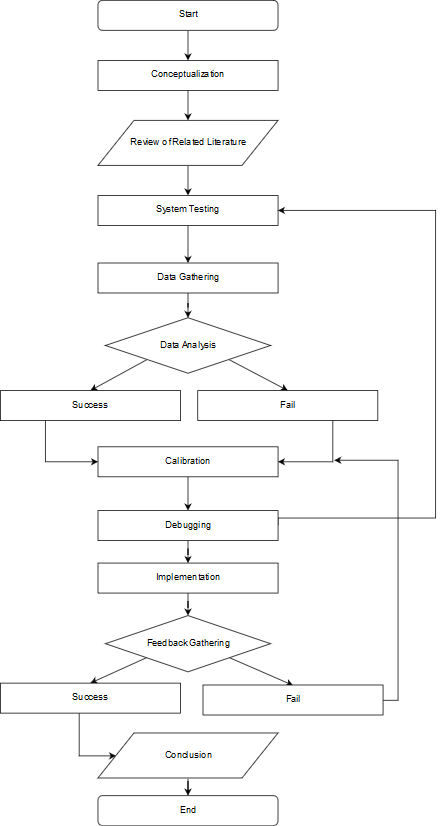 Start
Conceptualization
Review of Related Literature
System Testing
Data Gathering
Data Analysis
Success
Fail
Calibration
Debugging
Implementation
Feedback Gathering
Success
Fail
Conclusion
End